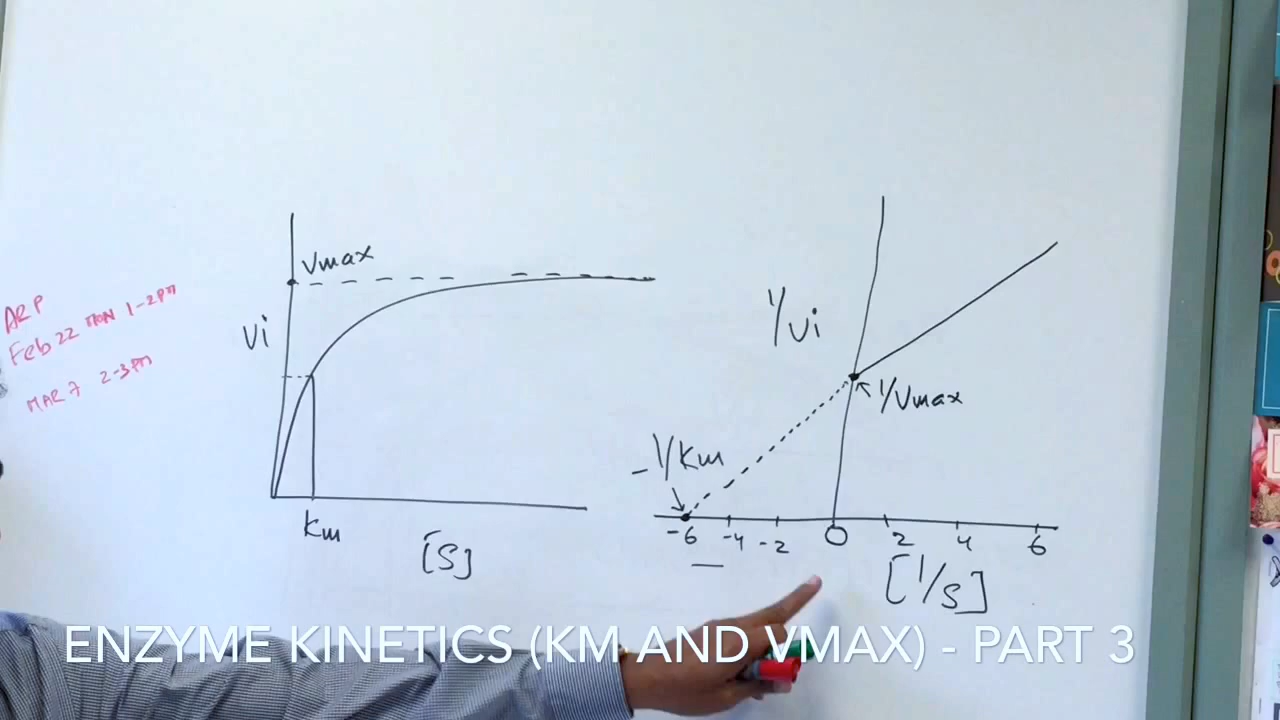 ARP
Feb 22 MON 1-2PM
MAR 7 2-3PM
Vmax
Vi
Km
[S]
1/Vi
1/Vmax
-1/Km
-6 -4 -2 0 2 4 6
[1/S]
ENZYME KINETICS (KM AND VMAX) - PART 3